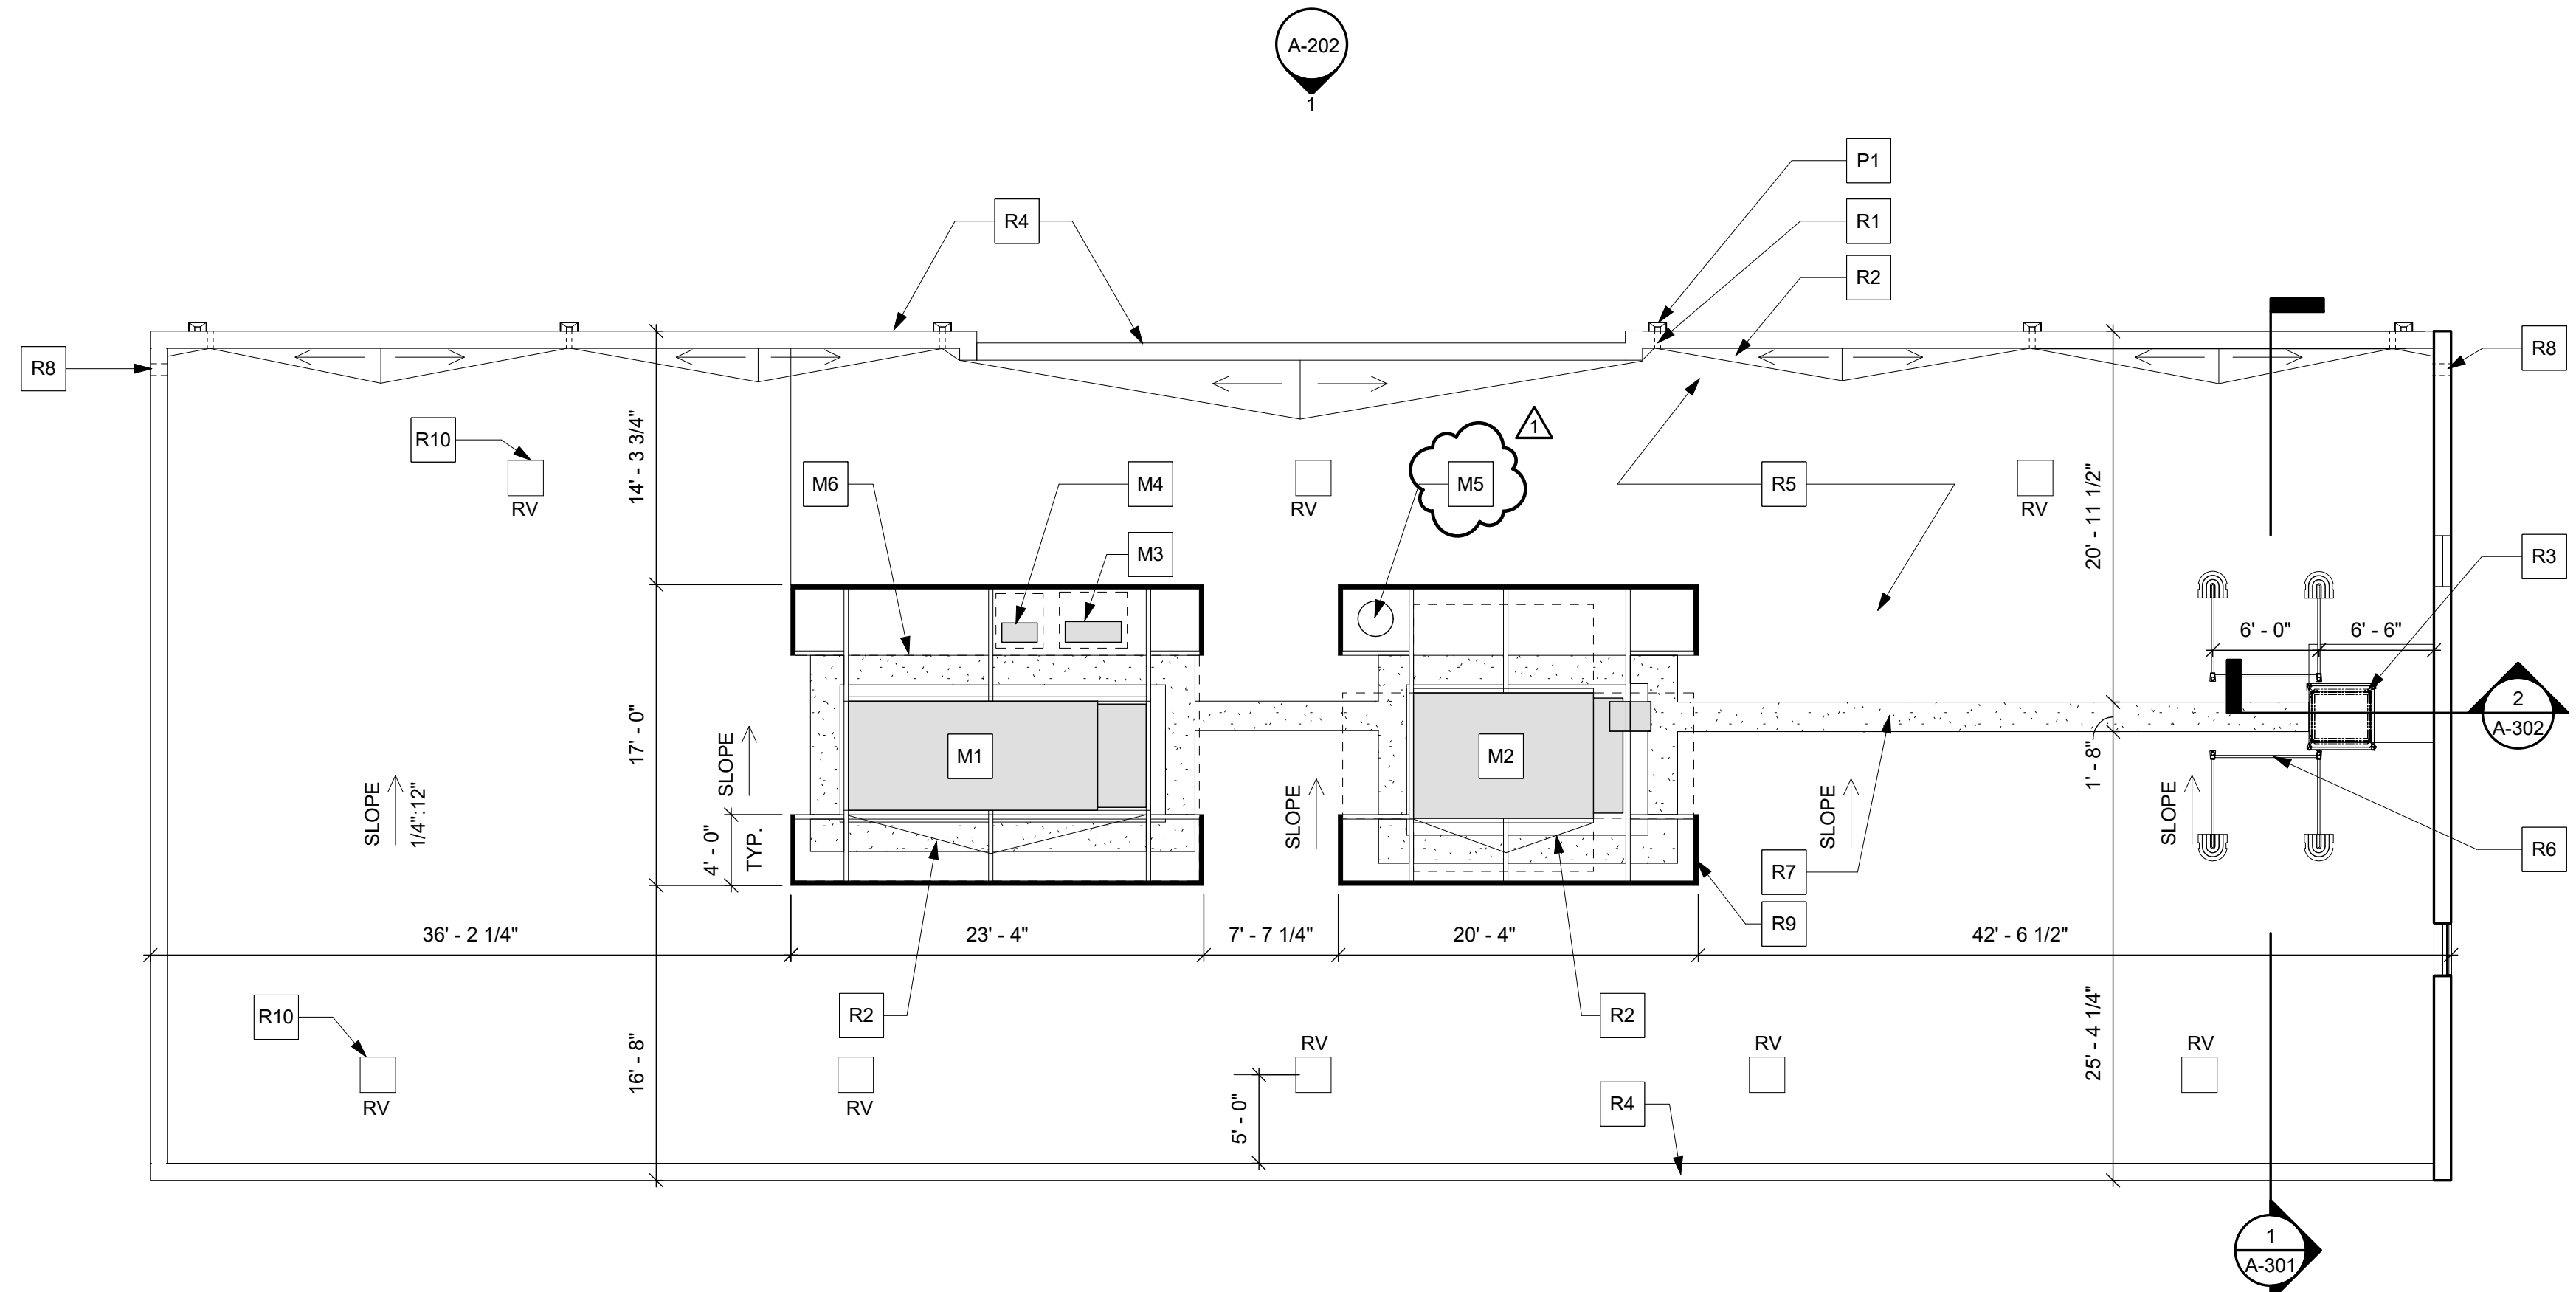 A-202
1
P1
R4
R1
R2
R8
R8
R10
RV
14' - 3 3/4"
M6
M4
M3
RV
M5
1
R5
RV
20' - 11 1/2"
R3
6' - 0"
6' - 6"
2
A-302
17' - 0"
SLOPE
1/4":12"
SLOPE
M1
M2
SLOPE
SLOPE
1' - 8"
SLOPE
4' - 0"
TYP.
R6
R7
R9
36' - 2 1/4"
23' - 4"
7' - 7 1/4"
20' - 4"
42' - 6 1/2"
R10
R2
R2
16' - 8"
25' - 4 1/4"
RV
RV
RV
RV
RV
5' - 0"
R4
1
A-301